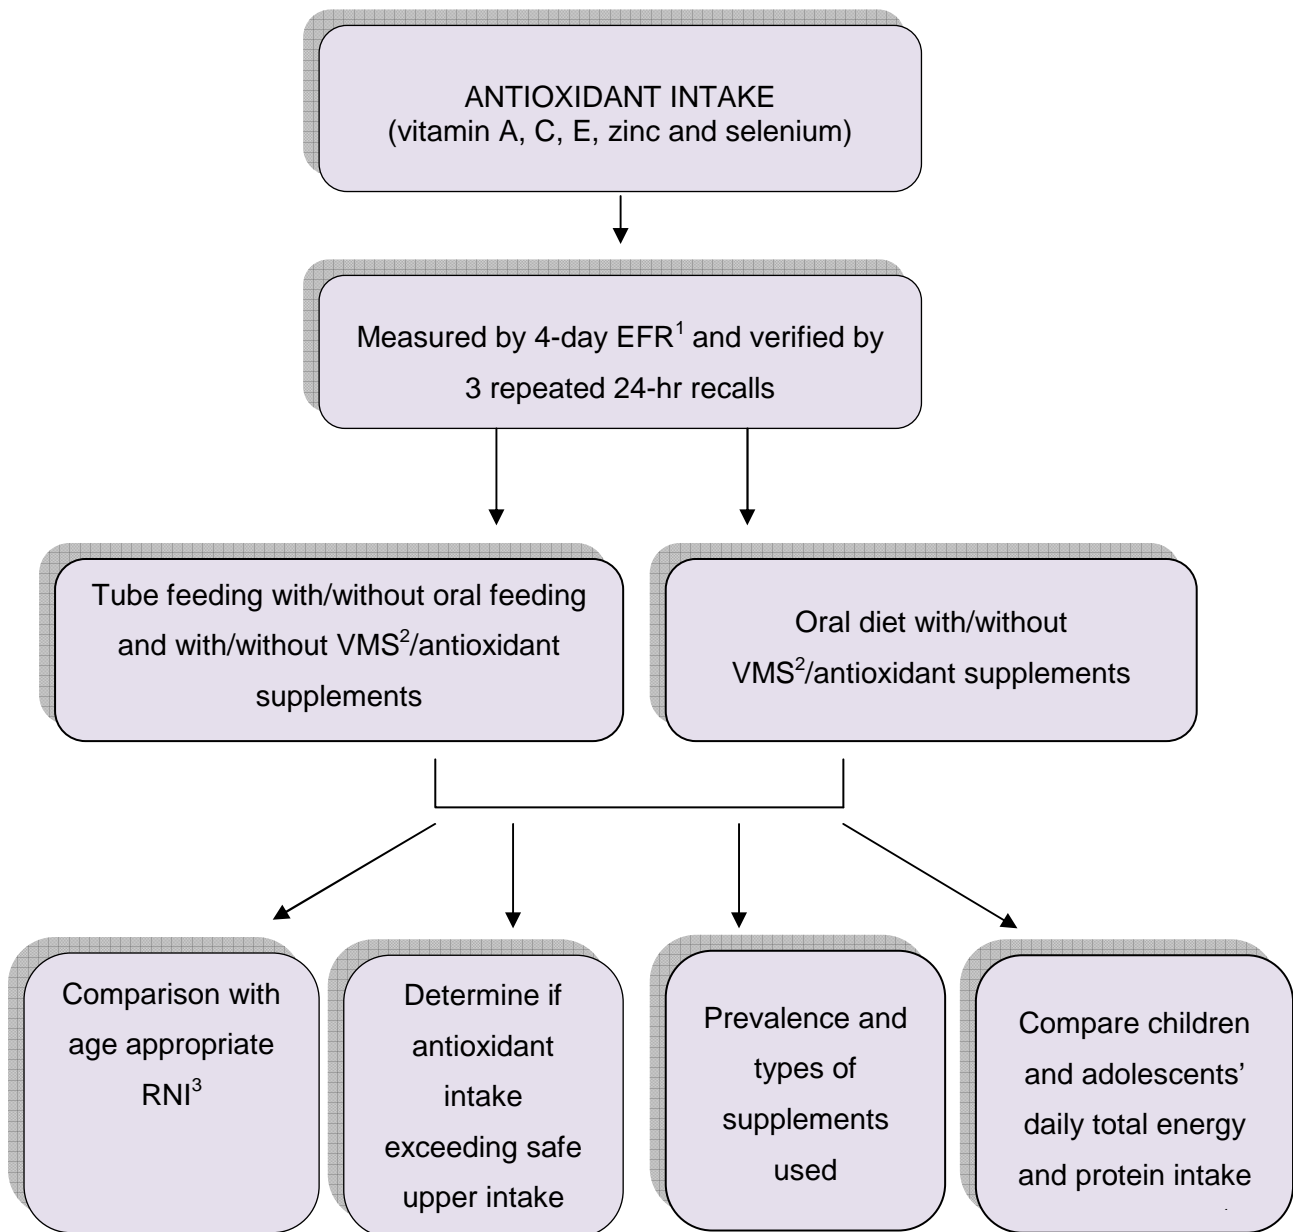 ANTIOXIDANT INTAKE
(vitamin A, C, E, zinc and selenium)
Measured by 4-day EFR¹ and verified by
3 repeated 24-hr recalls
Tube feeding with/without oral feeding
and with/without VMS²/antioxidant
supplements
Oral diet with/without
VMS²/antioxidant supplements
Comparison with
age appropriate
RNI³
Determine if
antioxidant
intake
exceeding safe
upper intake
Prevalence and
types of
supplements
used
Compare children
and adolescents’
daily total energy
and protein intake